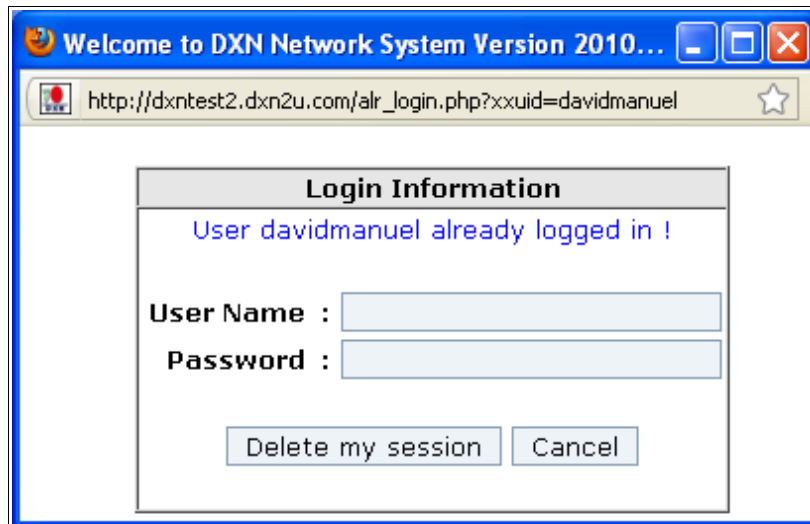 Welcome to DXN Network System Version 2010...
http://dxntest2.dxn2u.com/alr_login.php?xxuid=davidmanuel
Login Information
User davidmanuel already logged in !
User Name :
Password :
Delete my session Cancel